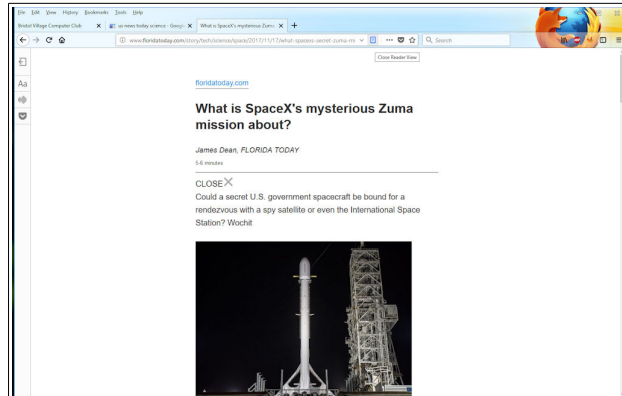 File Edit View History Bookmarks Tools Help
Bristol Village Computer Club
us news today science - Googl
What is SpaceX's mysterious Zuma
www.floridatoday.com/story/tech/science/space/2017/11/17/what-spacexs-secret-zuma-mi
Search
Close Reader View
Aa
floridatoday.com
What is SpaceX's mysterious Zuma
mission about?
James Dean, FLORIDA TODAY
5-6 minutes
CLOSE
Could a secret U.S. government spacecraft be bound for a
rendezvous with a spy satellite or even the International Space
Station? Wochit